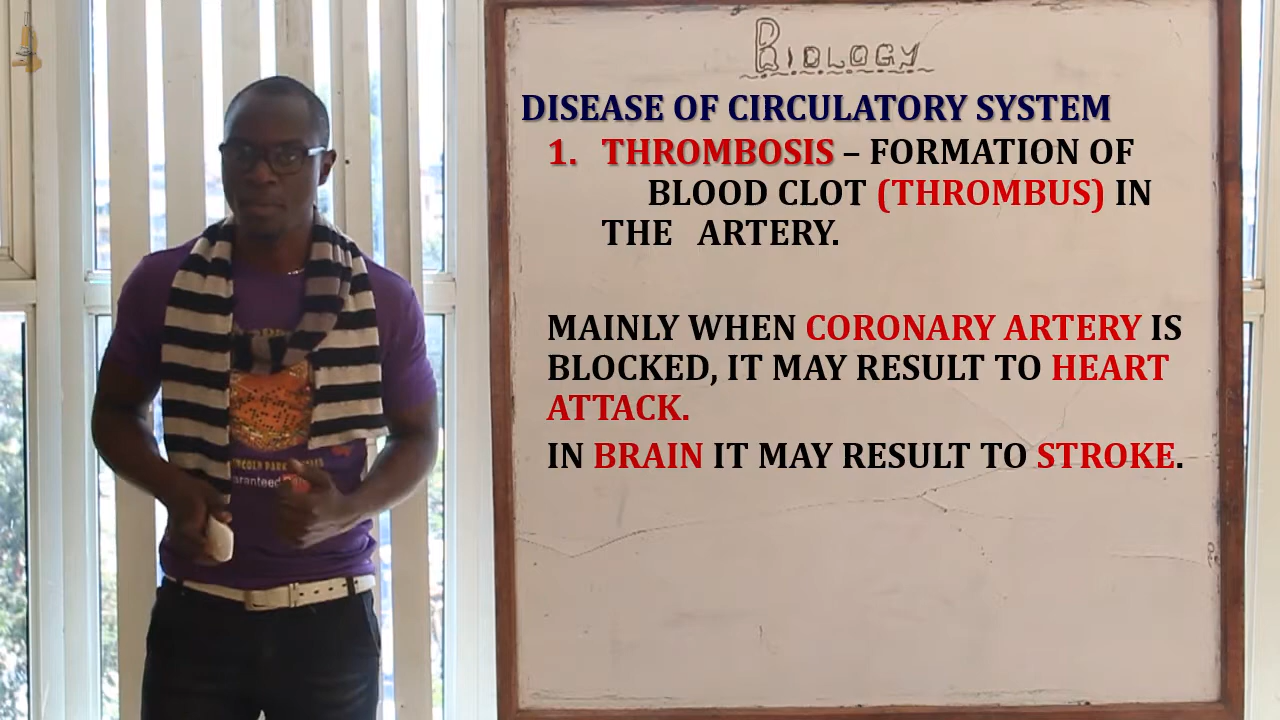 BIOLOGY
DISEASE OF CIRCULATORY SYSTEM
1. THROMBOSIS – FORMATION OF
BLOOD CLOT (THROMBUS) IN
THE ARTERY.
MAINLY WHEN CORONARY ARTERY IS
BLOCKED, IT MAY RESULT TO HEART
ATTACK.
IN BRAIN IT MAY RESULT TO STROKE.